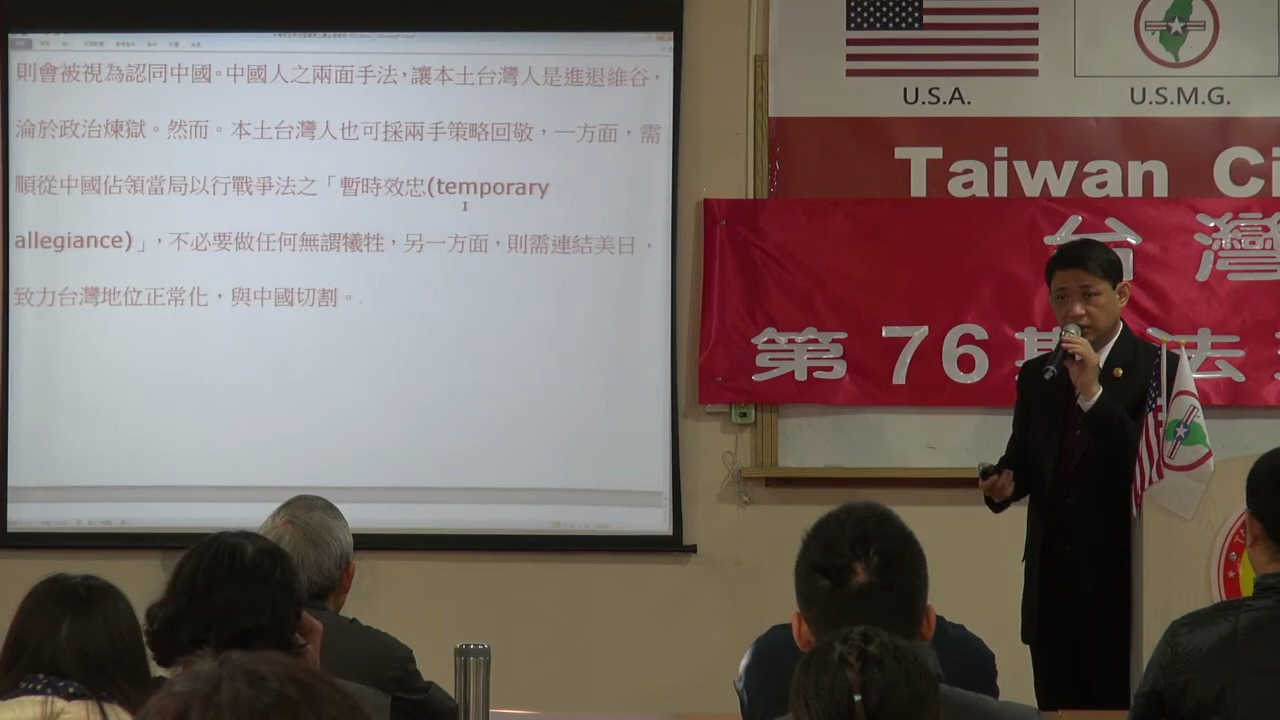 則會被視為認同中國。中國人之兩面手法，讓本土台灣人是進退維谷，
淪於政治煉獄。然而。本土台灣人也可採兩手策略回敬，一方面，需
順從中國佔領當局以行戰爭法之「暫時效忠(temporary
allegiance)」，不必要做任何無謂犧牲，另一方面，則需連結美日，
致力台灣地位正常化，與中國切割。
U.S.A.
U.S.M.G.
Taiwan Ci
台灣
第76期法